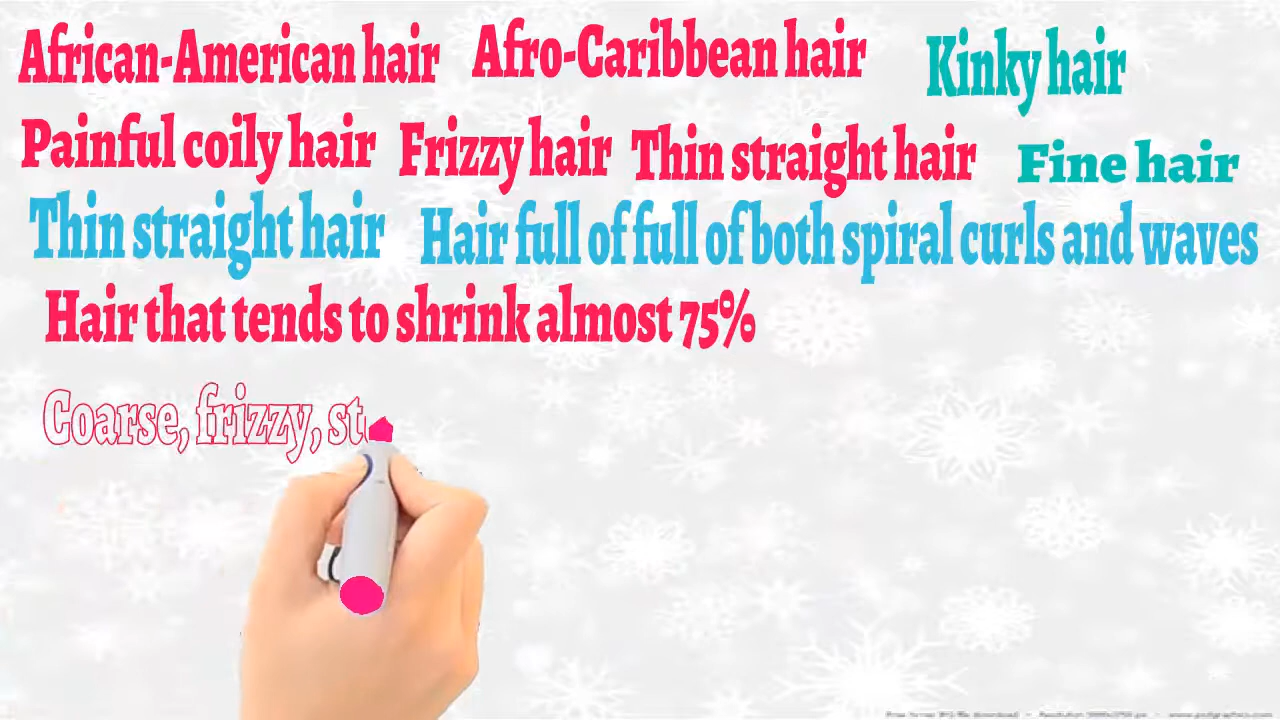 African-American hair Afro-Caribbean hair Kinky hair
Painful coily hair Frizzy hair Thin straight hair Fine hair
Thin straight hair Hair full of full of both spiral curls and waves
Hair that tends to shrink almost 75%
Coarse, frizzy,